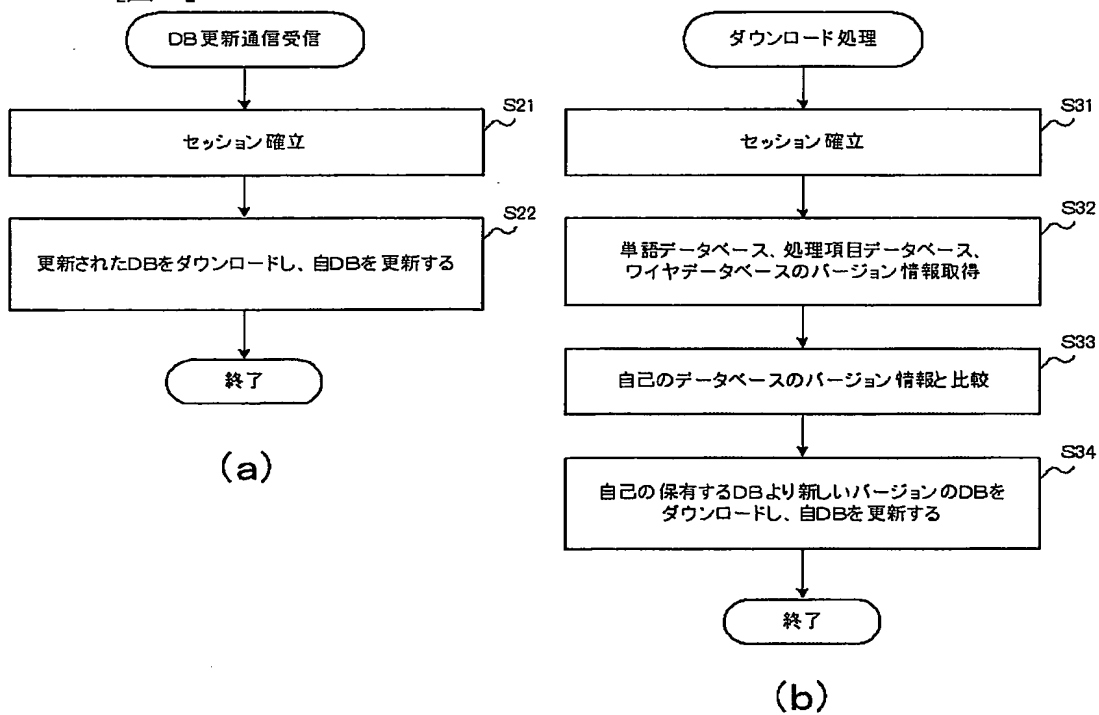 DB更新通信受信
S21
セッション確立
S22
更新されたDBをダウンロードし、自DBを更新する
終了
(a)
ダウンロード処理
S31
セッション確立
S32
単語データベース、処理項目データベース、
ワイヤデータベースのバージョン情報取得
S33
自己のデータベースのバージョン情報と比較
S34
自己の保有するDBより新しいバージョンのDBを
ダウンロードし、自DBを更新する
終了
(b)